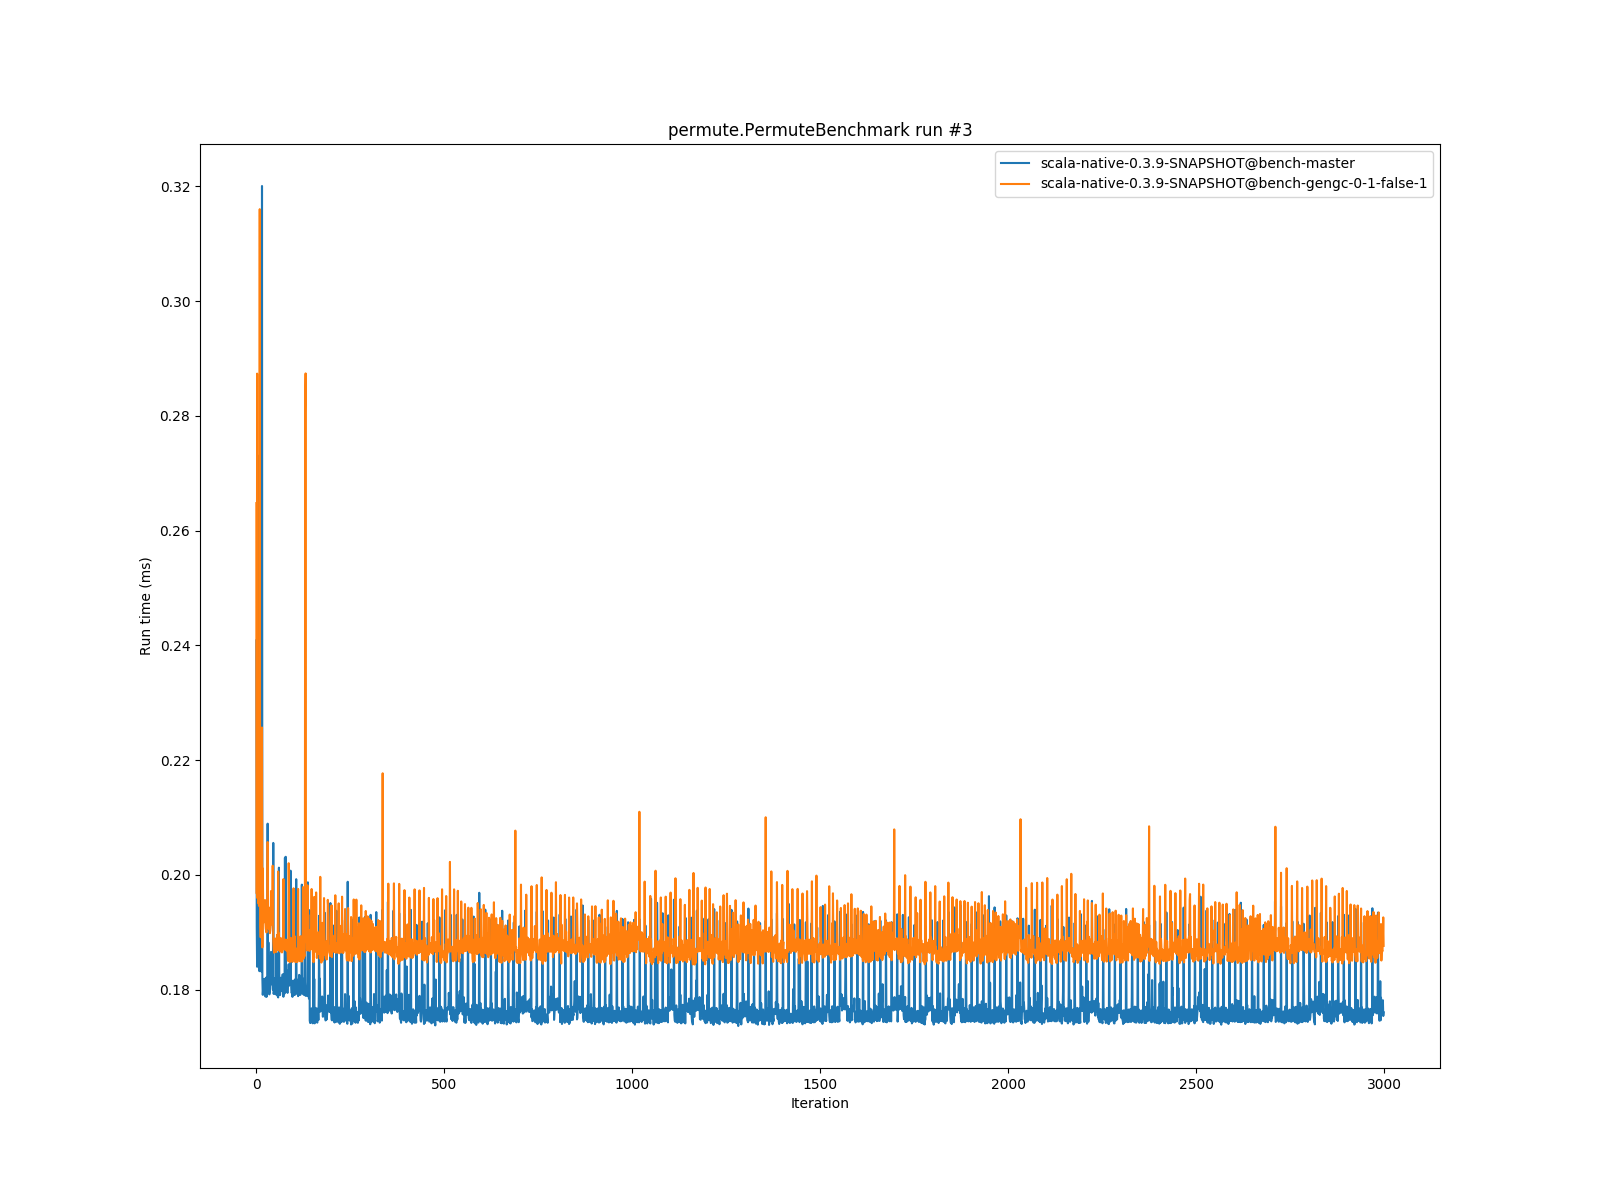 permute.PermuteBenchmark run #3
scala-native-0.3.9-SNAPSHOT@bench-master
scala-native-0.3.9-SNAPSHOT@bench-gengc-0-1-false-1
0.32
0.30
0.28
0.26
0.24
0.22
0.20
0.18
Run time (ms)
0 500 1000 1500 2000 2500 3000
Iteration